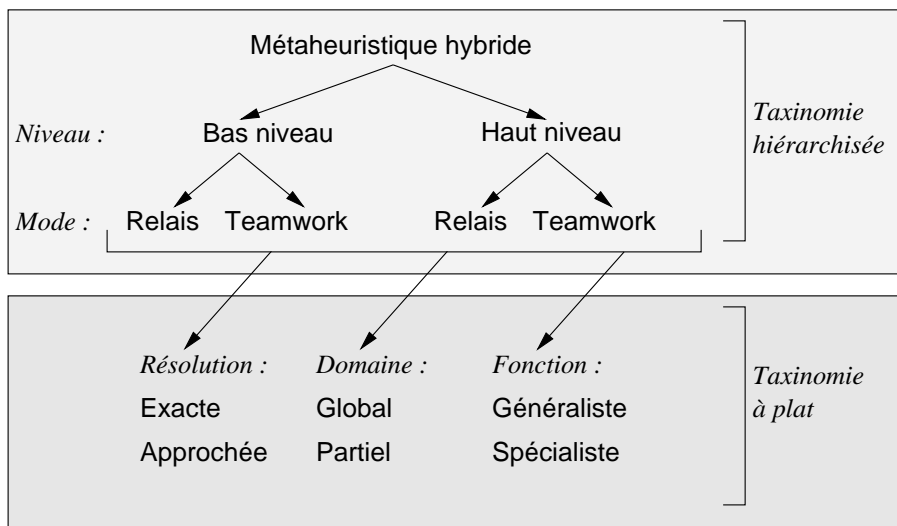 Métaheuristique hybride
Taxinomie
hiérarchisée
Niveau :
Bas niveau
Haut niveau
Mode :
Relais
Teamwork
Relais
Teamwork
Résolution :
Domaine :
Fonction :
Exacte
Global
Généraliste
Approchée
Partiel
Spécialiste
Taxinomie
à plat